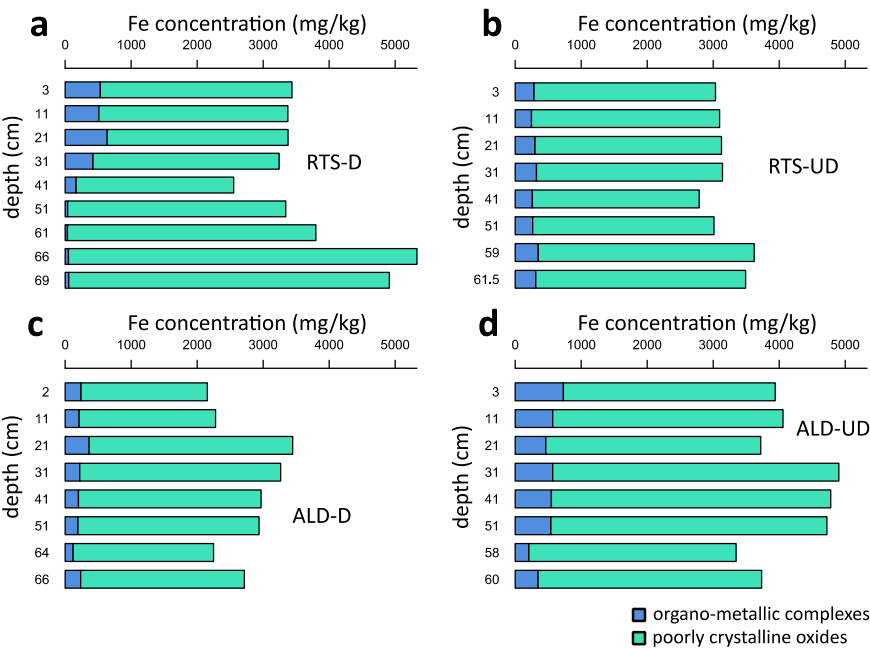 a
Fe concentration (mg/kg)
0 1000 2000 3000 4000 5000
depth (cm)
3
11
21
31
41
51
61
66
69
RTS-D
b
Fe concentration (mg/kg)
0 1000 2000 3000 4000 5000
depth (cm)
3
11
21
31
41
51
59
61.5
RTS-UD
c
Fe concentration (mg/kg)
0 1000 2000 3000 4000 5000
depth (cm)
2
11
21
31
41
51
64
66
ALD-D
d
Fe concentration (mg/kg)
0 1000 2000 3000 4000 5000
depth (cm)
3
11
21
31
41
51
58
60
ALD-UD
organo-metallic complexes
poorly crystalline oxides